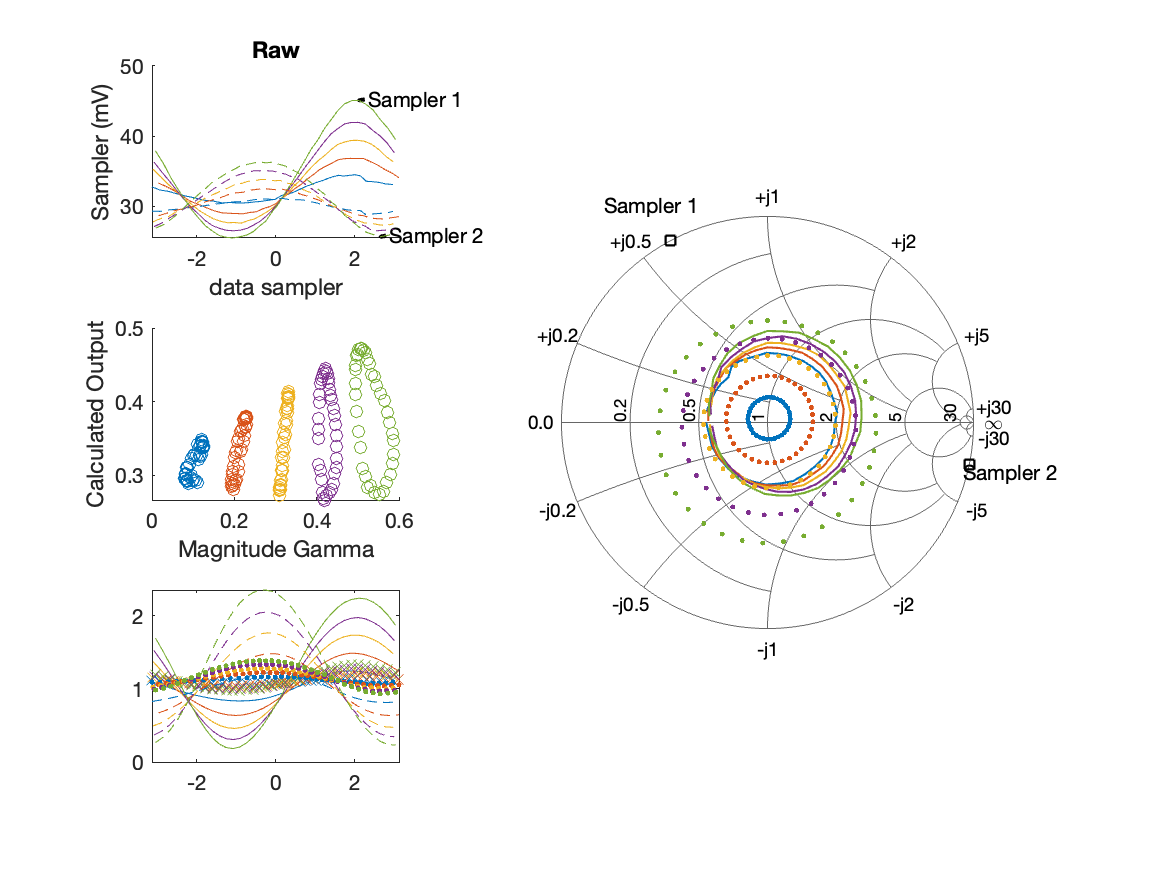 Raw
50
40
30
Sampler (mV)
Sampler 1
Sampler 2
-2
0
2
data sampler
0.5
0.4
0.3
Calculated Output
0
0.2
0.4
0.6
Magnitude Gamma
2
1
0
-2
0
2
Sampler 1
+j1
+j0.5
+j2
+j0.2
+j5
0.0
0.2
0.5
1
2
5
30
+j30
∞
-j30
Sampler 2
-j0.2
-j5
-j0.5
-j2
-j1